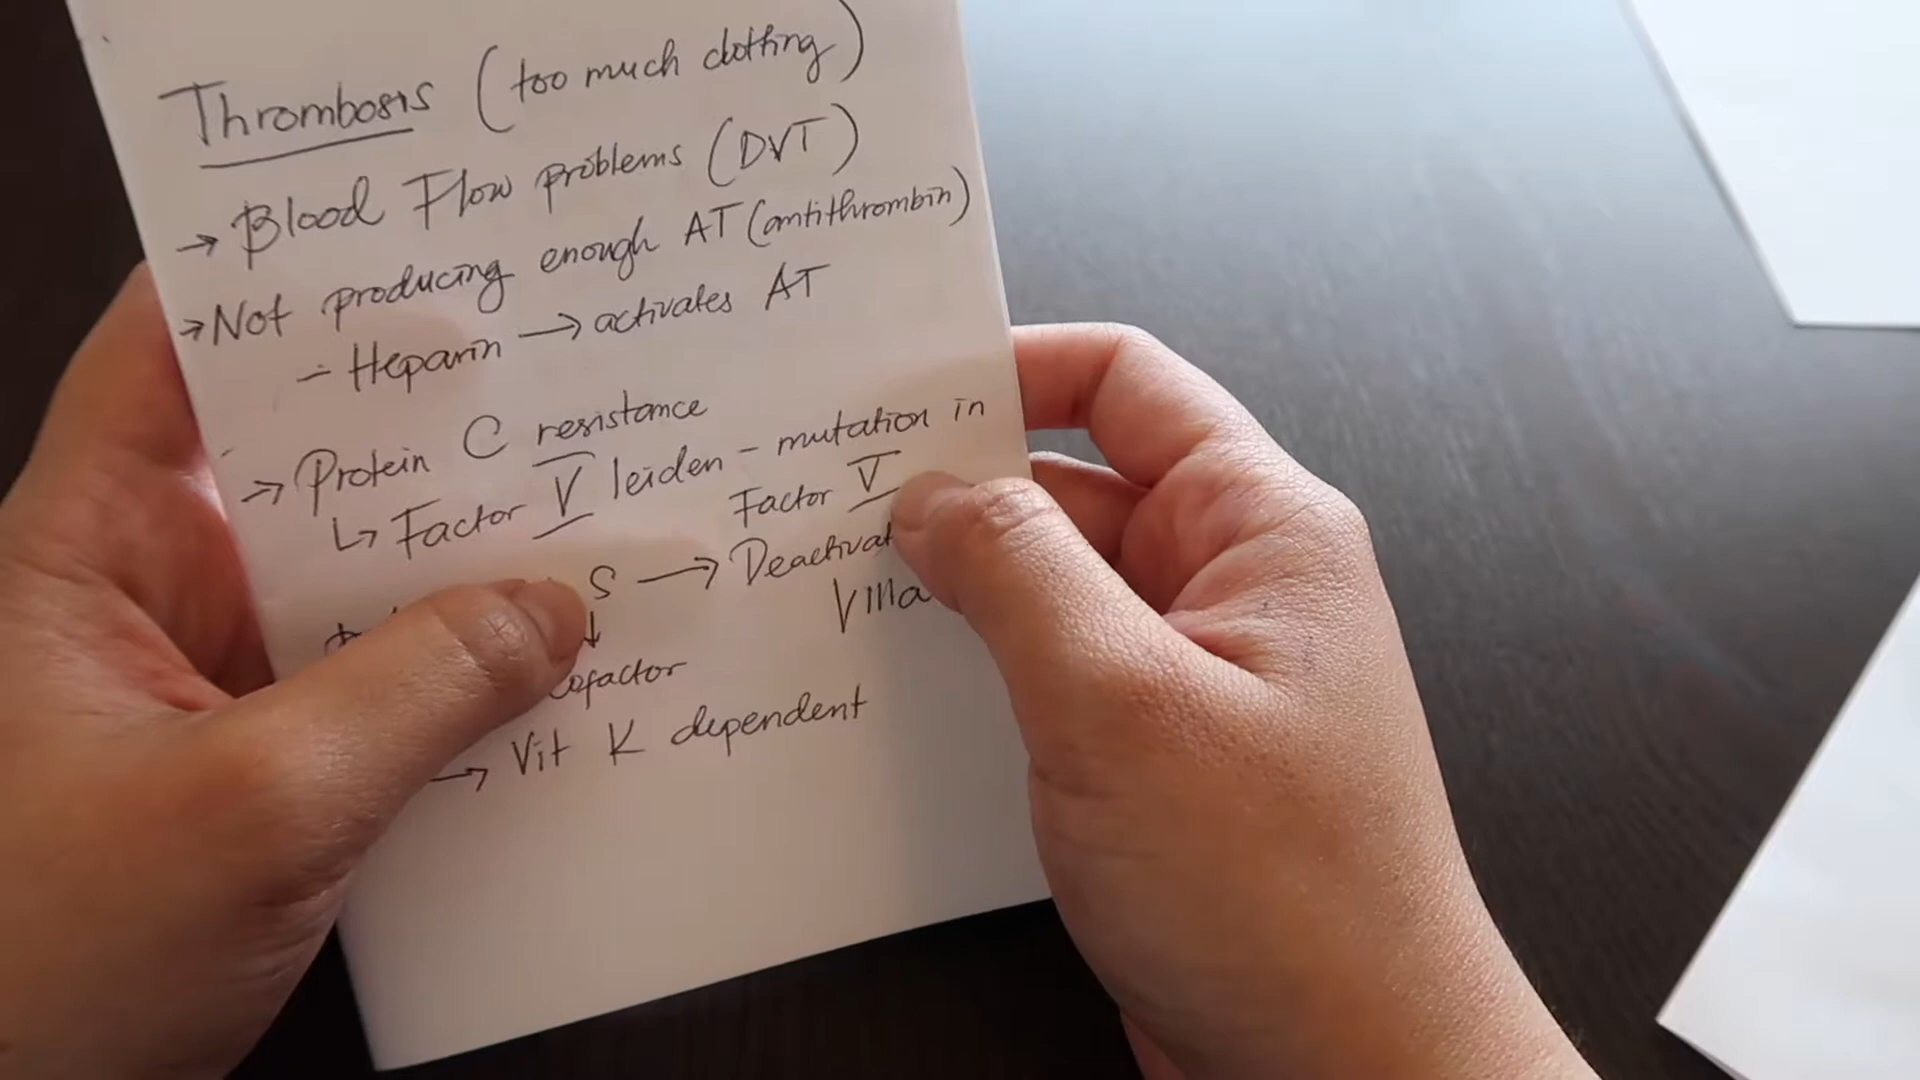 Thrombosis (too much clotting)
→ Blood Flow problems (DVT)
→ Not producing enough AT (antithrombin)
- Heparin → activates AT
→ Protein C resistance
↳ Factor V leiden - mutation in
Factor V
S → Deactivat
↓ VIIIa
cofactor
→ Vit K dependent